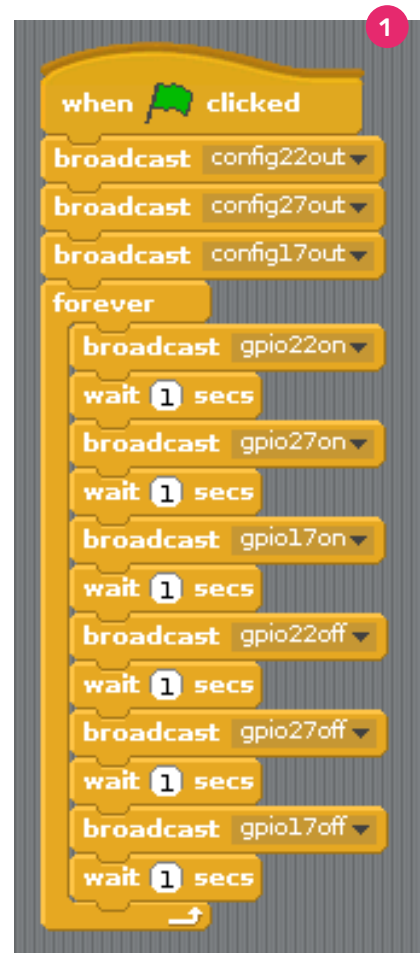 1
when clicked
broadcast config22out
broadcast config27out
broadcast config17out
forever
broadcast gpio22on
wait 1 secs
broadcast gpio27on
wait 1 secs
broadcast gpio17on
wait 1 secs
broadcast gpio22off
wait 1 secs
broadcast gpio27off
wait 1 secs
broadcast gpio17off
wait 1 secs